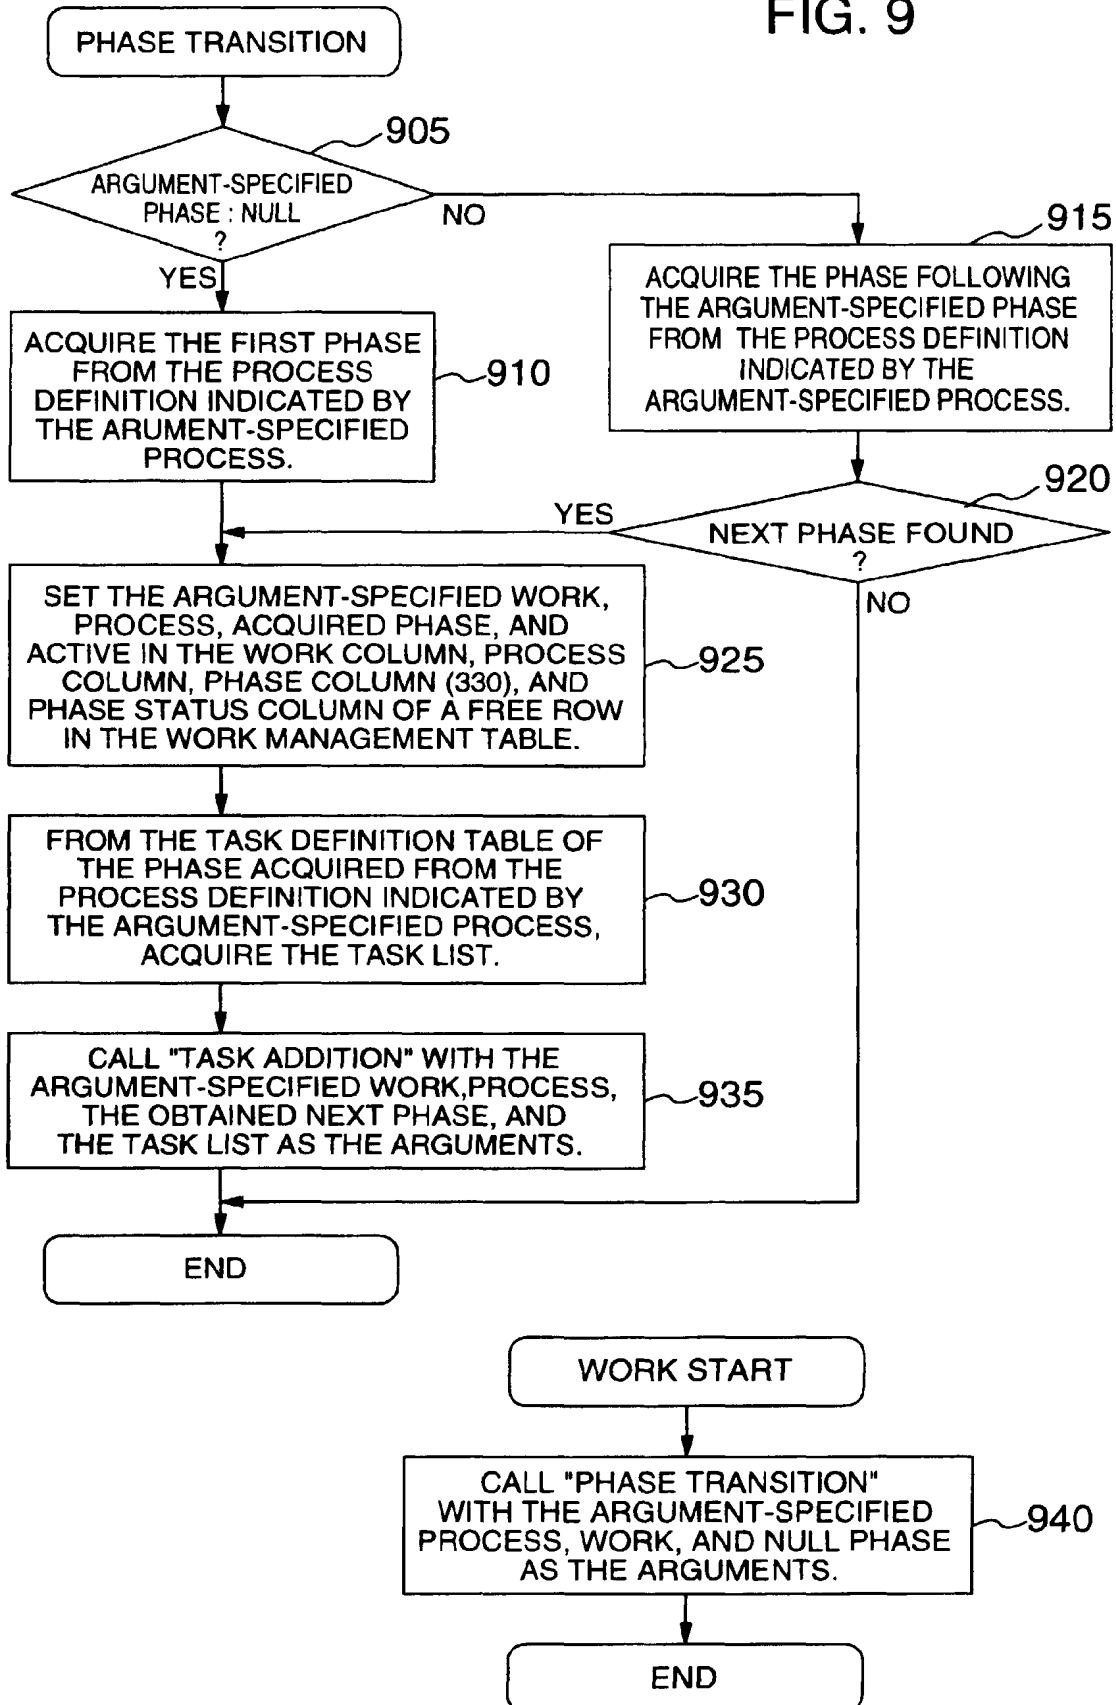 FIG. 9
PHASE TRANSITION
905
ARGUMENT-SPECIFIED
PHASE : NULL
?
NO
YES
915
ACQUIRE THE PHASE FOLLOWING
THE ARGUMENT-SPECIFIED PHASE
FROM THE PROCESS DEFINITION
INDICATED BY THE
ARGUMENT-SPECIFIED PROCESS.
ACQUIRE THE FIRST PHASE
FROM THE PROCESS
DEFINITION INDICATED BY
THE ARUMENT-SPECIFIED
PROCESS.
910
920
NEXT PHASE FOUND
?
YES
NO
SET THE ARGUMENT-SPECIFIED WORK,
PROCESS, ACQUIRED PHASE, AND
ACTIVE IN THE WORK COLUMN, PROCESS
COLUMN, PHASE COLUMN (330), AND
PHASE STATUS COLUMN OF A FREE ROW
IN THE WORK MANAGEMENT TABLE.
925
FROM THE TASK DEFINITION TABLE OF
THE PHASE ACQUIRED FROM THE
PROCESS DEFINITION INDICATED BY
THE ARGUMENT-SPECIFIED PROCESS,
ACQUIRE THE TASK LIST.
930
CALL "TASK ADDITION" WITH THE
ARGUMENT-SPECIFIED WORK,PROCESS,
THE OBTAINED NEXT PHASE, AND
THE TASK LIST AS THE ARGUMENTS.
935
END
WORK START
CALL "PHASE TRANSITION"
WITH THE ARGUMENT-SPECIFIED
PROCESS, WORK, AND NULL PHASE
AS THE ARGUMENTS.
940
END